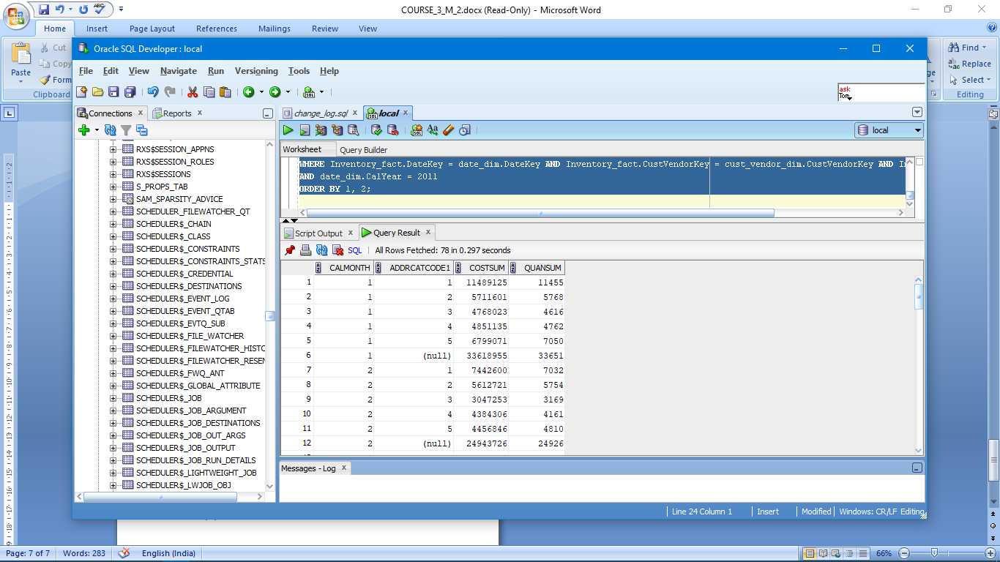 COURSE_3_M_2.docx (Read-Only) - Microsoft Word
Home Insert Page Layout References Mailings Review View
Paste
Cut
Copy
Form
Clipboard
Find
Replace
Select
Editing
Oracle SQL Developer : local
File Edit View Navigate Run Versioning Tools Help
ask
Tom
Connections x Reports x
change_log.sql x local x
local
Worksheet Query Builder
RXS$SESSION_APPNS
RXS$SESSION_ROLES
RXS$SESSIONS
S_PROPS_TAB
SAM_SPARSITY_ADVICE
SCHEDULER_FILEWATCHER_QT
SCHEDULER$_CHAIN
SCHEDULER$_CLASS
SCHEDULER$_CONSTRAINTS
SCHEDULER$_CONSTRAINTS_STATS
SCHEDULER$_CREDENTIAL
SCHEDULER$_DESTINATIONS
SCHEDULER$_EVENT_LOG
SCHEDULER$_EVENT_QTAB
SCHEDULER$_EVTQ_SUB
SCHEDULER$_FILE_WATCHER
SCHEDULER$_FILEWATCHER_HISTO
SCHEDULER$_FILEWATCHER_RESEN
SCHEDULER$_FWQ_ANT
SCHEDULER$_GLOBAL_ATTRIBUTE
SCHEDULER$_JOB
SCHEDULER$_JOB_ARGUMENT
SCHEDULER$_JOB_DESTINATIONS
SCHEDULER$_JOB_OUT_ARGS
SCHEDULER$_JOB_OUTPUT
SCHEDULER$_JOB_RUN_DETAILS
SCHEDULER$_LIGHTWEIGHT_JOB
SCHEDULER$_LWJOB_OBJ
WHERE Inventory_fact.DateKey = date_dim.DateKey AND Inventory_fact.CustVendorKey = cust_vendor_dim.CustVendorKey AND I
AND date_dim.CalYear = 2011
ORDER BY 1, 2;
Script Output x Query Result x
SQL All Rows Fetched: 78 in 0.297 seconds
CALMONTH ADDRCATCODE1 COSTSUM QUANSUM
1 1 1 11489125 11455
2 1 2 5711601 5768
3 1 3 4768023 4616
4 1 4 4851135 4762
5 1 5 6799071 7050
6 1 (null) 33618955 33651
7 2 1 7442600 7032
8 2 2 5612721 5754
9 2 3 3047253 3169
10 2 4 4384306 4161
11 2 5 4456846 4810
12 2 (null) 24943726 24926
Messages - Log x
Line 24 Column 1 Insert Modified Windows: CR/LF Editing
Page: 7 of 7 Words: 283 English (India) 66%